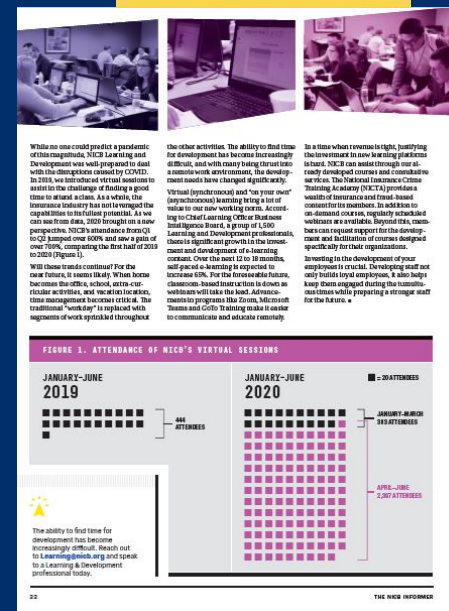 While no one could predict a pandemic
of this magnitude, NICB Learning and
Development was well-prepared to deal
with the disruptions caused by COVID.
In 2019, we introduced virtual sessions to
assist in the challenge of finding a good
time to attend a class. As a whole, the
insurance industry has not leveraged the
capabilities to its fullest potential. As we
can see from data, 2020 brought on a new
perspective. NICB's attendance from Q1
to Q2 jumped over 600% and saw a gain of
over 700%, comparing the first half of 2019
to 2020 (Figure 1).
Will these trends continue? For the
near future, it seems likely. When home
becomes the office, school, extra-cur-
ricular activities, and vacation location,
time management becomes critical. The
traditional "workday" is replaced with
segments of work sprinkled throughout
the other activities. The ability to find time
for development has become increasingly
difficult, and with many being thrust into
a remote work environment, the develop-
ment needs have changed significantly.
Virtual (synchronous) and "on your own"
(asynchronous) learning bring a lot of
value to our new working norm. Accord-
ing to Chief Learning Officer Business
Intelligence Board, a group of 1,500
Learning and Development professionals,
there is significant growth in the invest-
ment and development of e-learning
content. Over the next 12 to 18 months,
self-paced e-learning is expected to
increase 65%. For the foreseeable future,
classroom-based instruction is down as
webinars will take the lead. Advance-
ments in programs like Zoom, Microsoft
Teams and GoTo Training make it easier
to communicate and educate remotely.
In a time when revenue is tight, justifying
the investment in new learning platforms
is hard. NICB can assist through our al-
ready developed courses and consultative
services. The National Insurance Crime
Training Academy (NICTA) provides a
wealth of insurance and fraud-based
content for its members. In addition to
on-demand courses, regularly scheduled
webinars are available. Beyond this, mem-
bers can request support for the develop-
ment and facilitation of courses designed
specifically for their organizations.
Investing in the development of your
employees is crucial. Developing staff not
only builds loyal employees, it also helps
keep them engaged during the tumultu-
ous times while preparing a stronger staff
for the future.
FIGURE 1. ATTENDANCE OF NICB'S VIRTUAL SESSIONS
JANUARY–JUNE
2019
444
ATTENDEES
JANUARY–JUNE
2020
= 20 ATTENDEES
JANUARY–MARCH
393 ATTENDEES
APRIL–JUNE
ATTENDEES
The ability to find time for
development has become
increasingly difficult. Reach out
to Learning@nicb.org and speak
to a Learning & Development
professional today.
22
THE NICB INFORMER